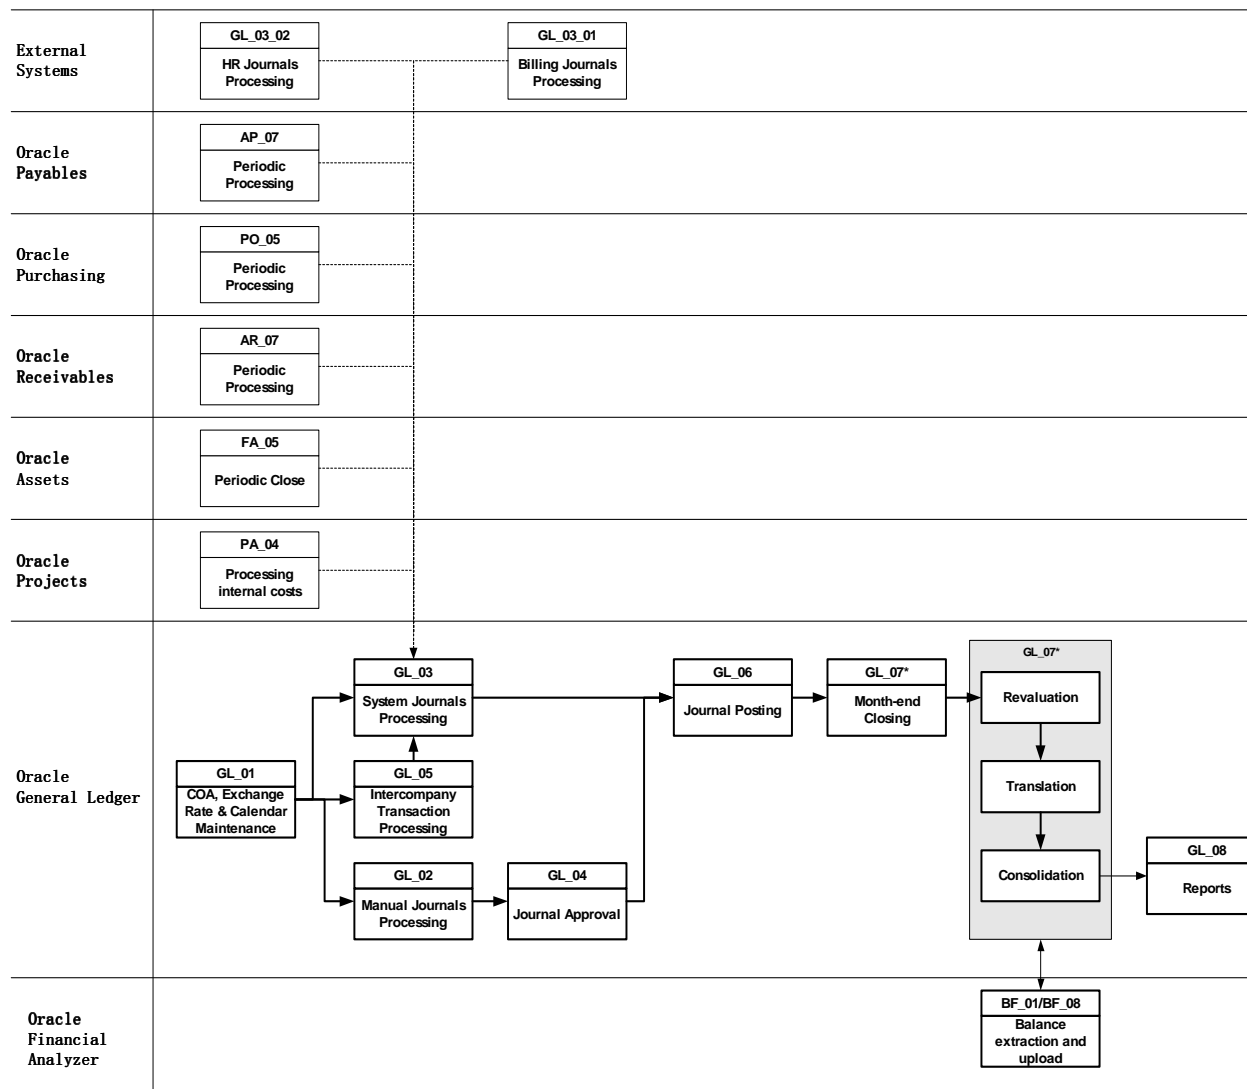 External
Systems
GL_03_02
HR Journals
Processing
GL_03_01
Billing Journals
Processing
Oracle
Payables
AP_07
Periodic
Processing
Oracle
Purchasing
PO_05
Periodic
Processing
Oracle
Receivables
AR_07
Periodic
Processing
Oracle
Assets
FA_05
Periodic Close
Oracle
Projects
PA_04
Processing
internal costs
Oracle
General Ledger
GL_01
COA, Exchange
Rate & Calendar
Maintenance
GL_03
System Journals
Processing
GL_05
Intercompany
Transaction
Processing
GL_02
Manual Journals
Processing
GL_04
Journal Approval
GL_06
Journal Posting
GL_07*
Month-end
Closing
GL_07*
Revaluation
Translation
Consolidation
GL_08
Reports
Oracle
Financial
Analyzer
BF_01/BF_08
Balance
extraction and
upload